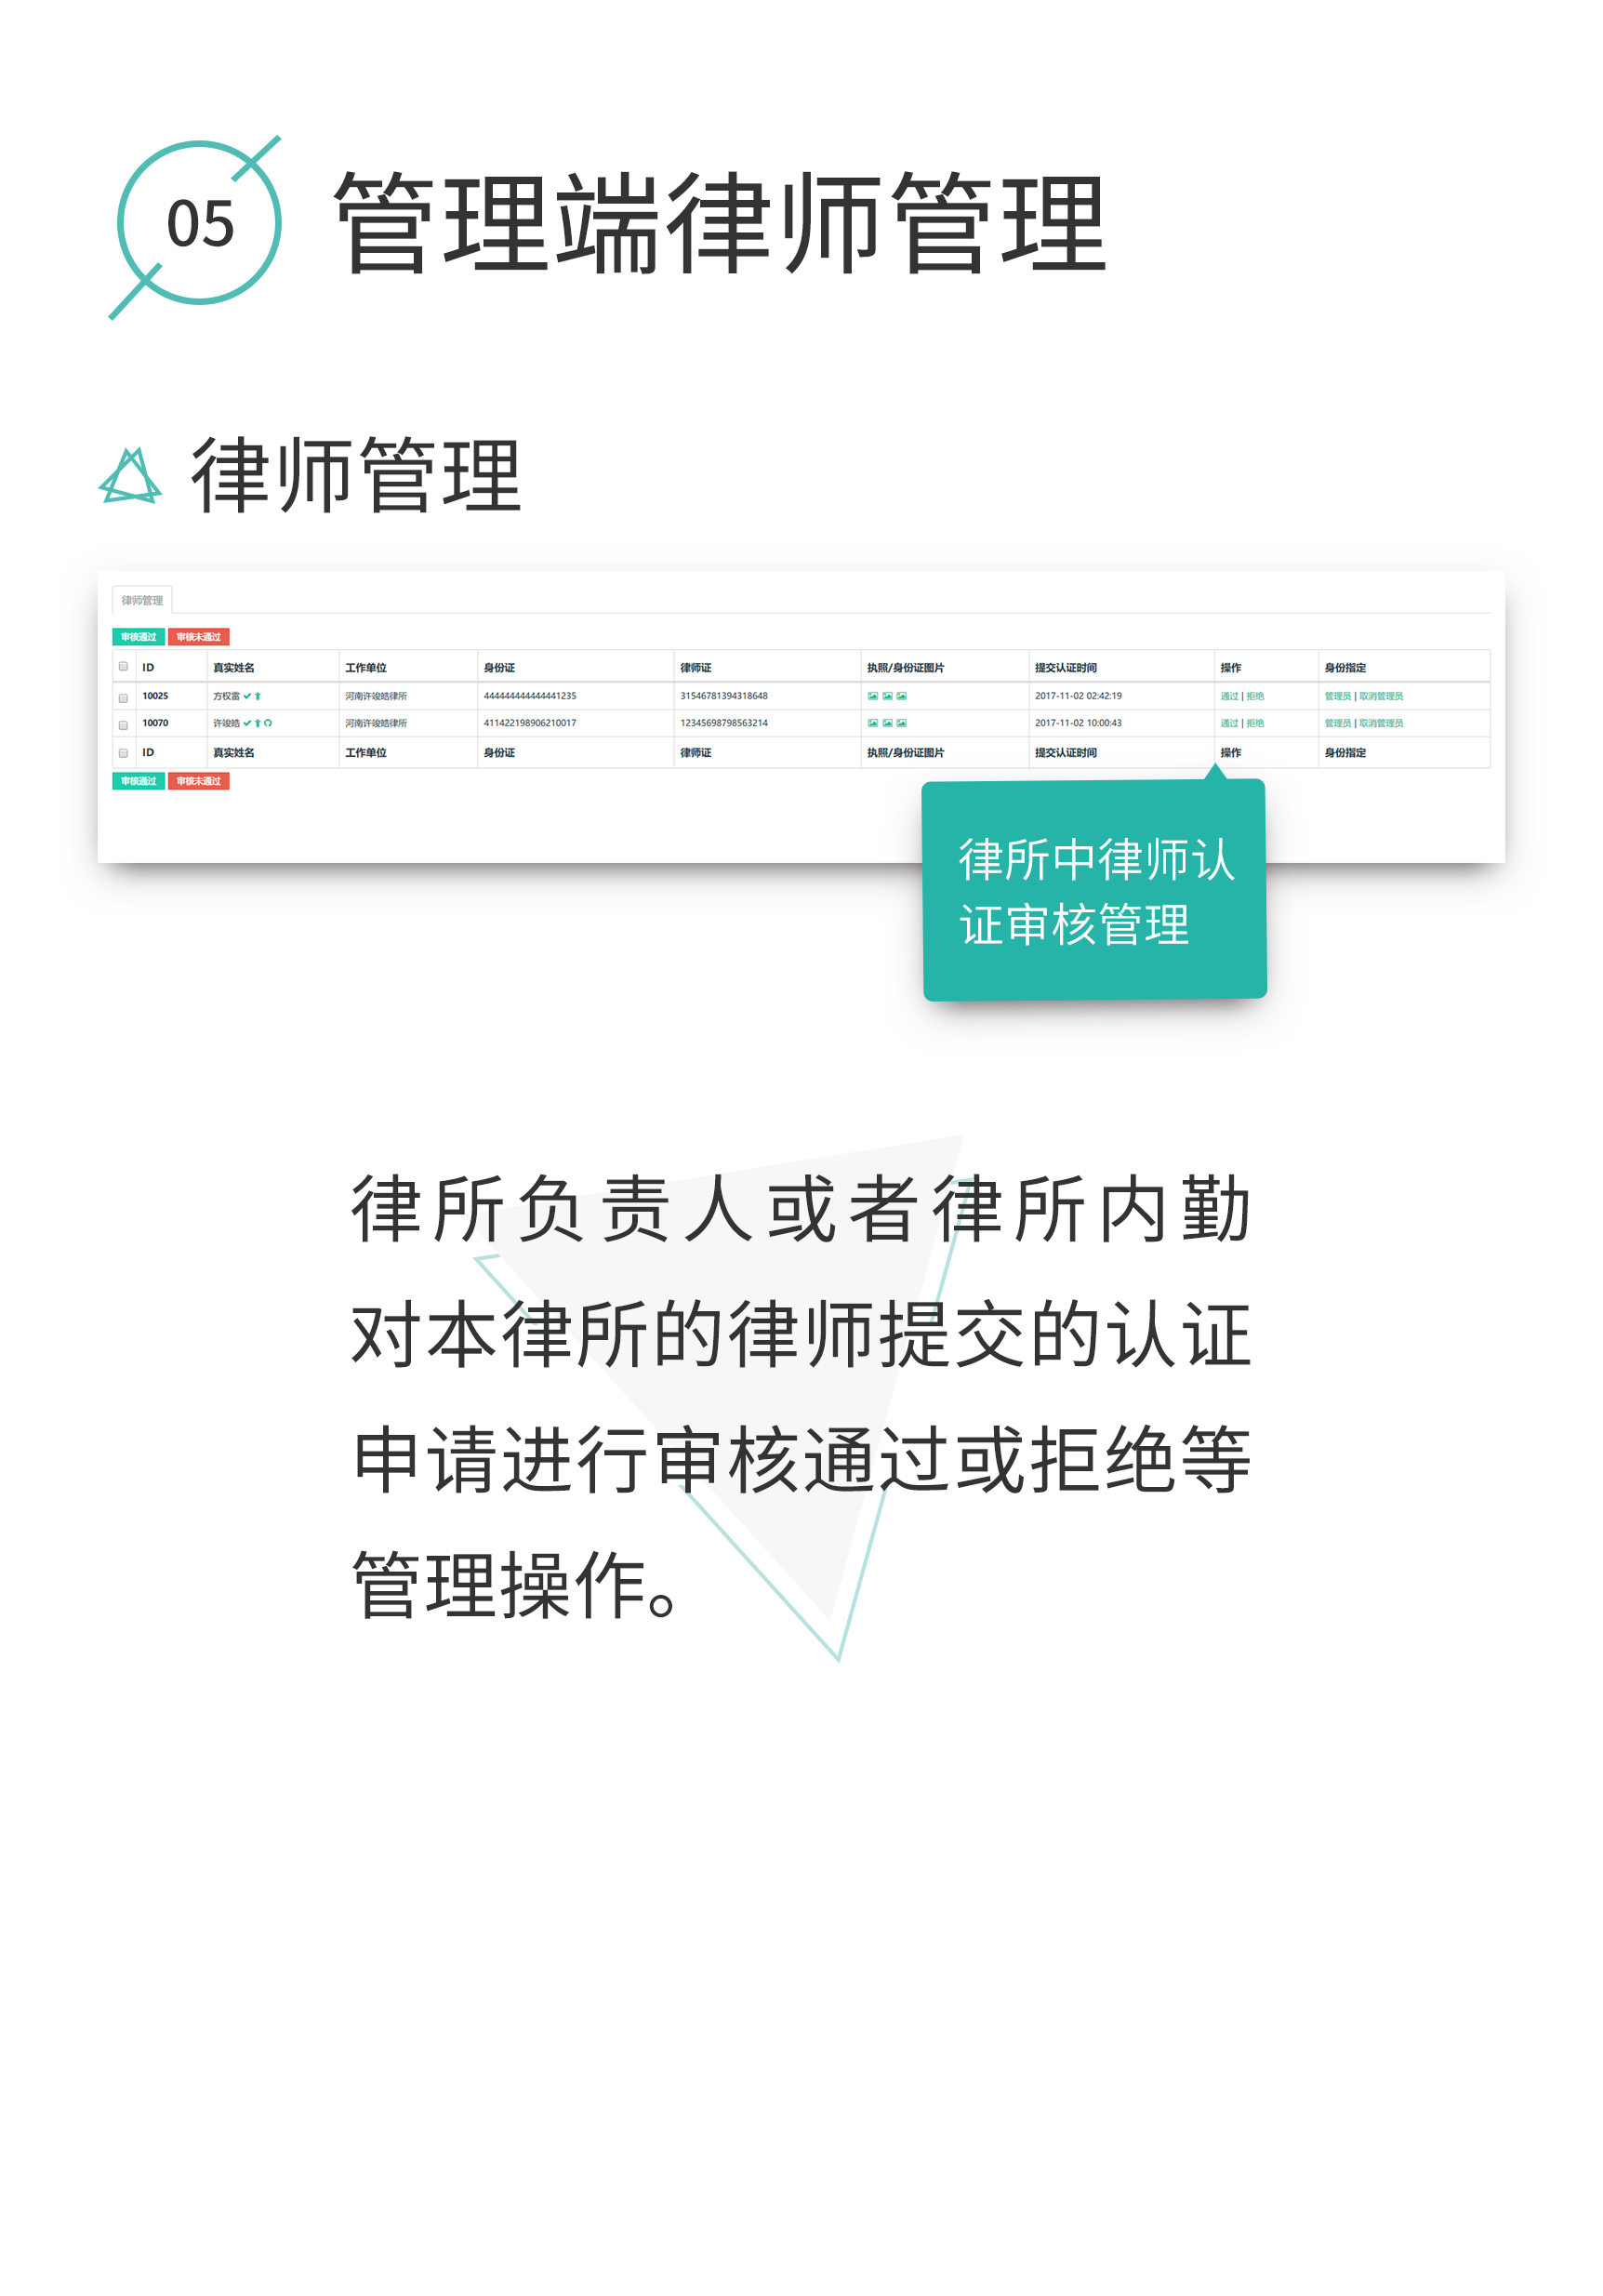 05
管理端律师管理
律师管理
律师管理
审核通过 审核未通过
ID 真实姓名 工作单位 身份证 律师证 执照/身份证图片 提交认证时间 操作 身份指定
10025 方权雷 河南许竣皓律所 444444444444441235 31546781394318648 2017-11-02 02:42:19 通过 | 拒绝 管理员 | 取消管理员
10070 许竣皓 河南许竣皓律所 411422198906210017 12345698798563214 2017-11-02 10:00:43 通过 | 拒绝 管理员 | 取消管理员
ID 真实姓名 工作单位 身份证 律师证 执照/身份证图片 提交认证时间 操作 身份指定
审核通过 审核未通过
律所中律师认
证审核管理
律所负责人或者律所内勤
对本律所的律师提交的认证
申请进行审核通过或拒绝等
管理操作。